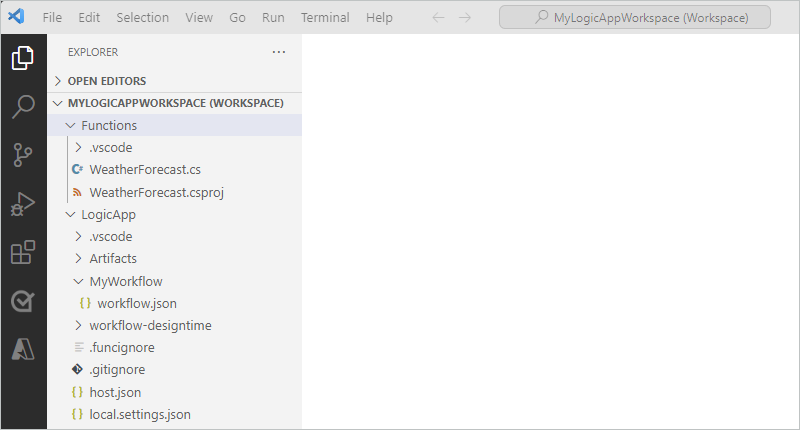 File Edit Selection View Go Run Terminal Help MyLogicAppWorkspace (Workspace)
EXPLORER
OPEN EDITORS
MYLOGICAPPWORKSPACE (WORKSPACE)
Functions
.vscode
WeatherForecast.cs
WeatherForecast.csproj
LogicApp
.vscode
Artifacts
MyWorkflow
workflow.json
workflow-designtime
.funcignore
.gitignore
host.json
local.settings.json